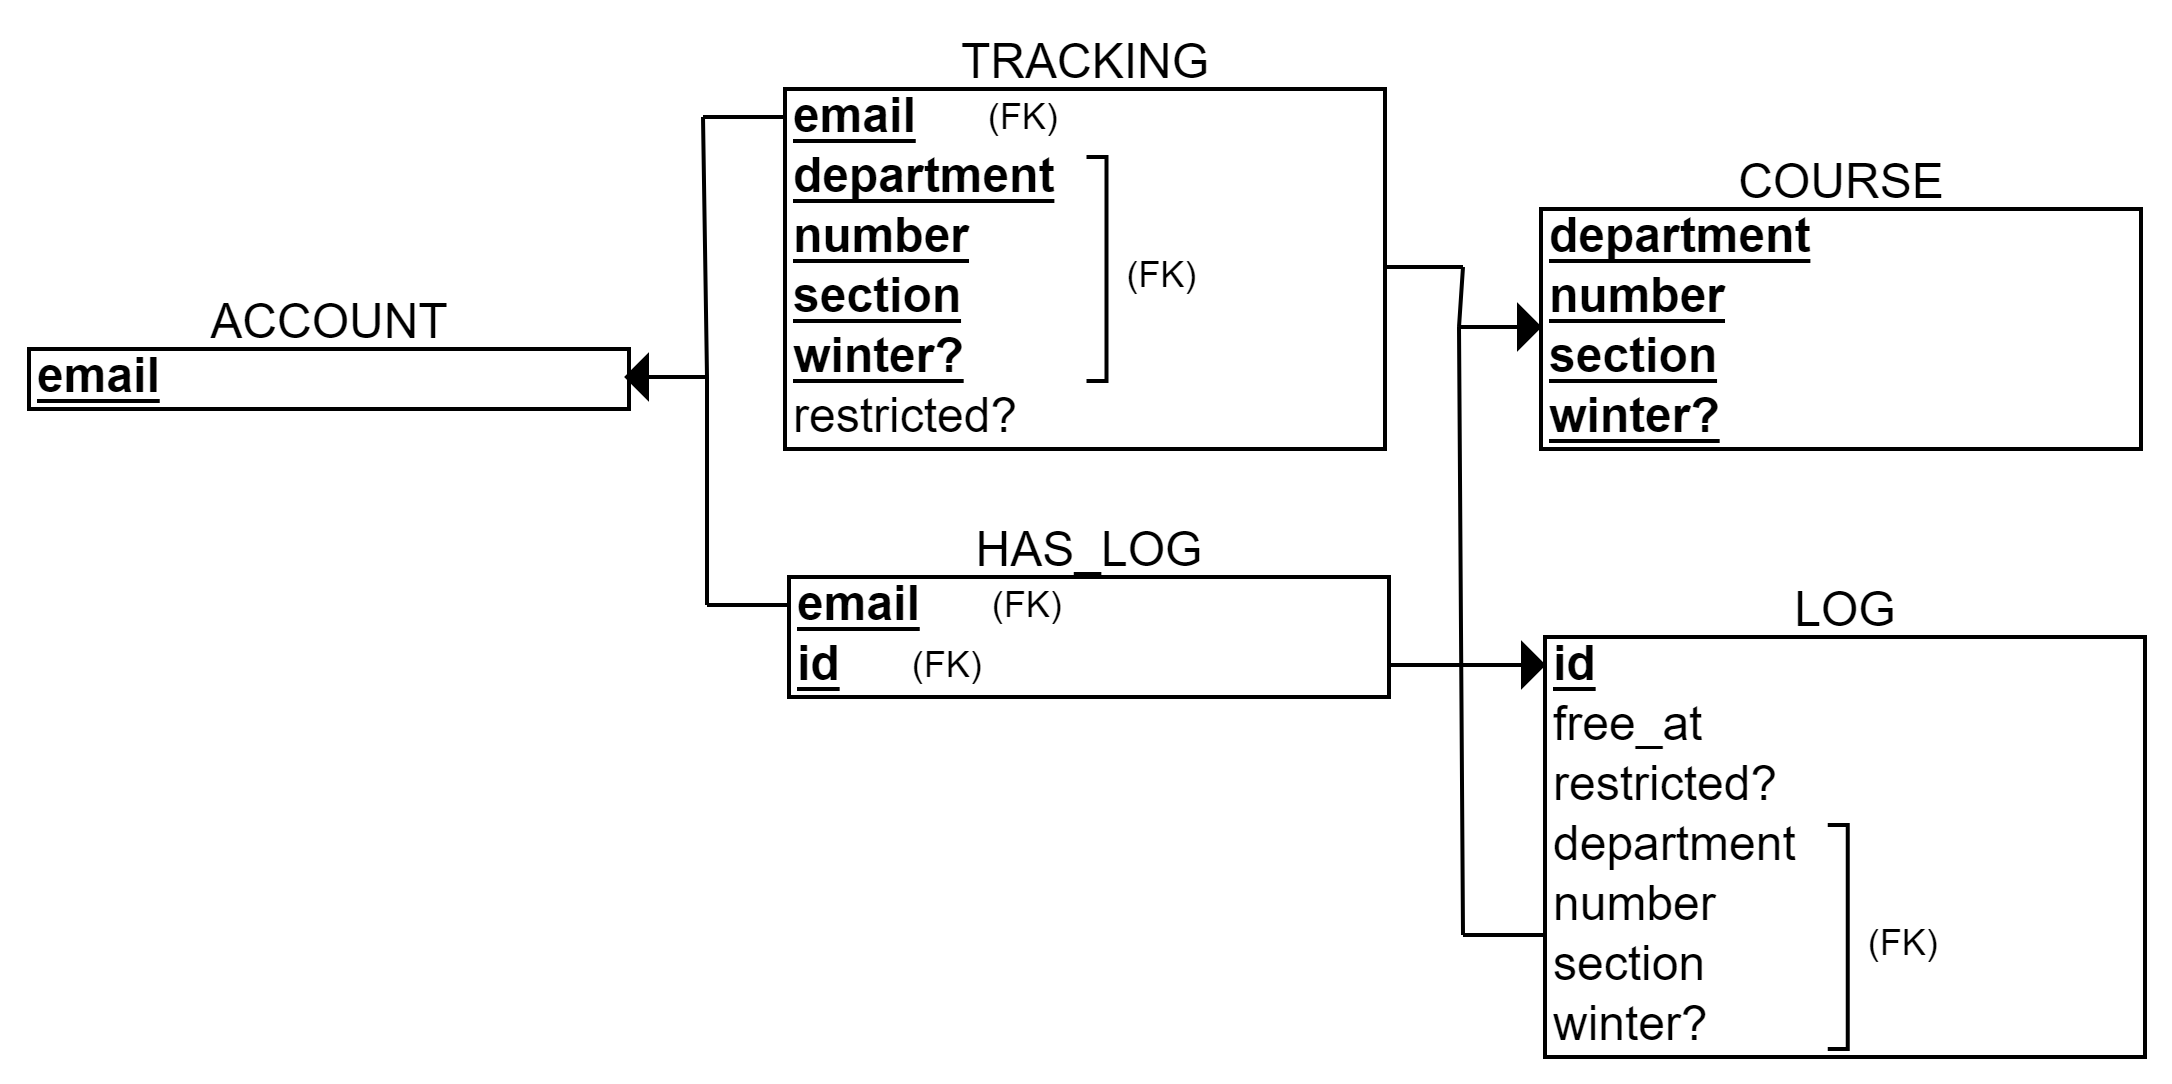 TRACKING
email (FK)
department
number
section
winter?
(FK)
restricted?
COURSE
department
number
section
winter?
ACCOUNT
email
HAS_LOG
email (FK)
id (FK)
LOG
id
free_at
restricted?
department
number
section
winter?
(FK)